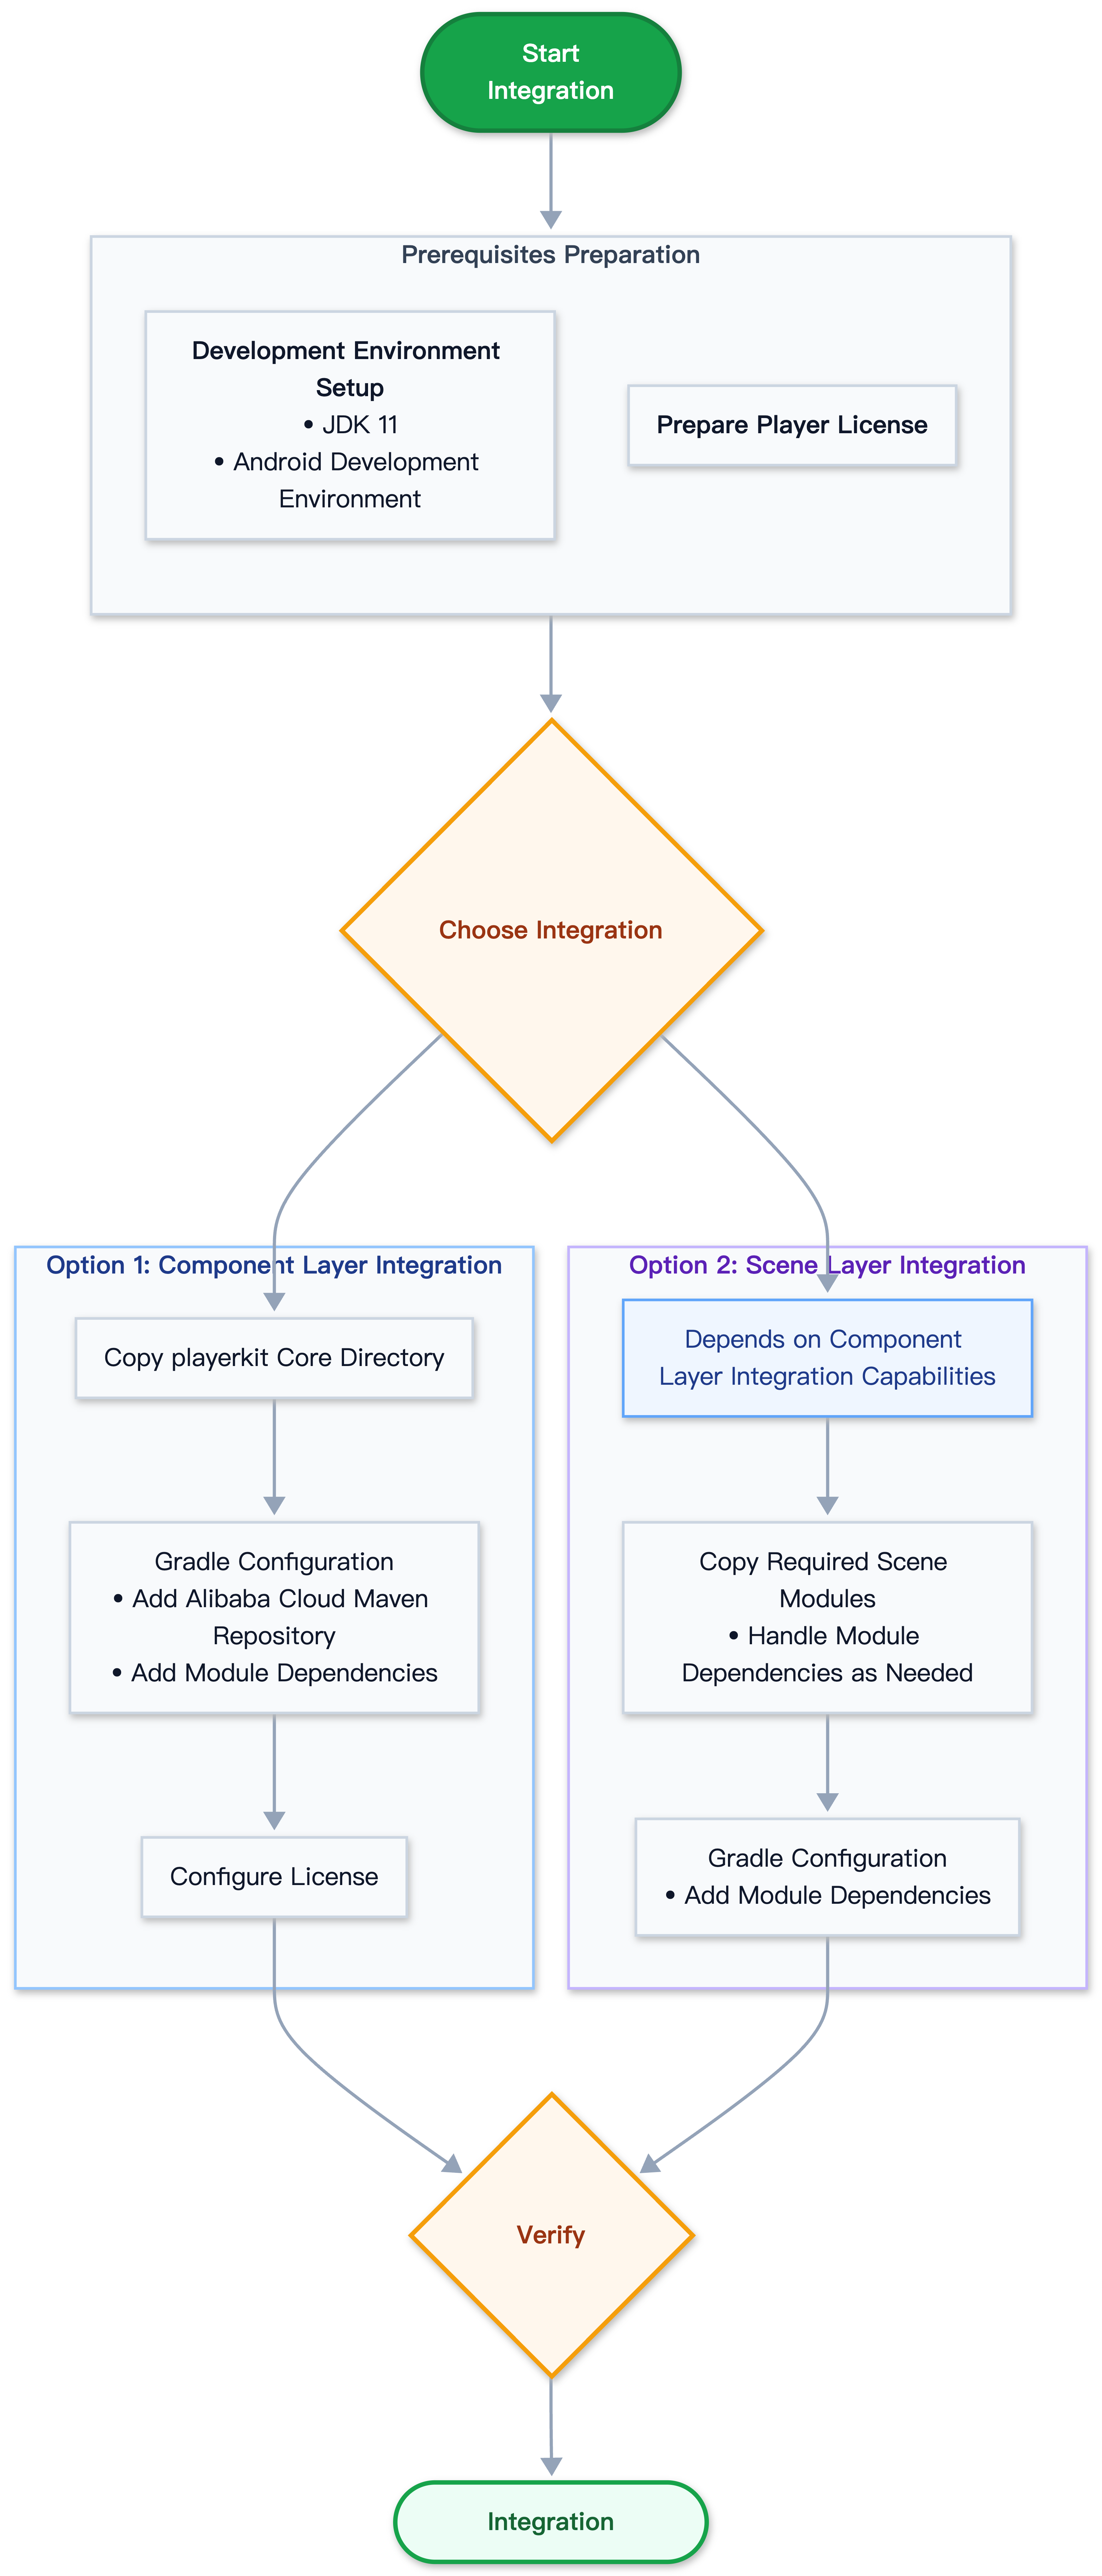 Start
Integration
Prerequisites Preparation
Development Environment
Setup
• JDK 11
• Android Development
Environment
Prepare Player License
Choose Integration
Option 1: Component Layer Integration
Copy playerkit Core Directory
Gradle Configuration
• Add Alibaba Cloud Maven
Repository
• Add Module Dependencies
Configure License
Option 2: Scene Layer Integration
Depends on Component
Layer Integration Capabilities
Copy Required Scene
Modules
• Handle Module
Dependencies as Needed
Gradle Configuration
• Add Module Dependencies
Verify
Integration